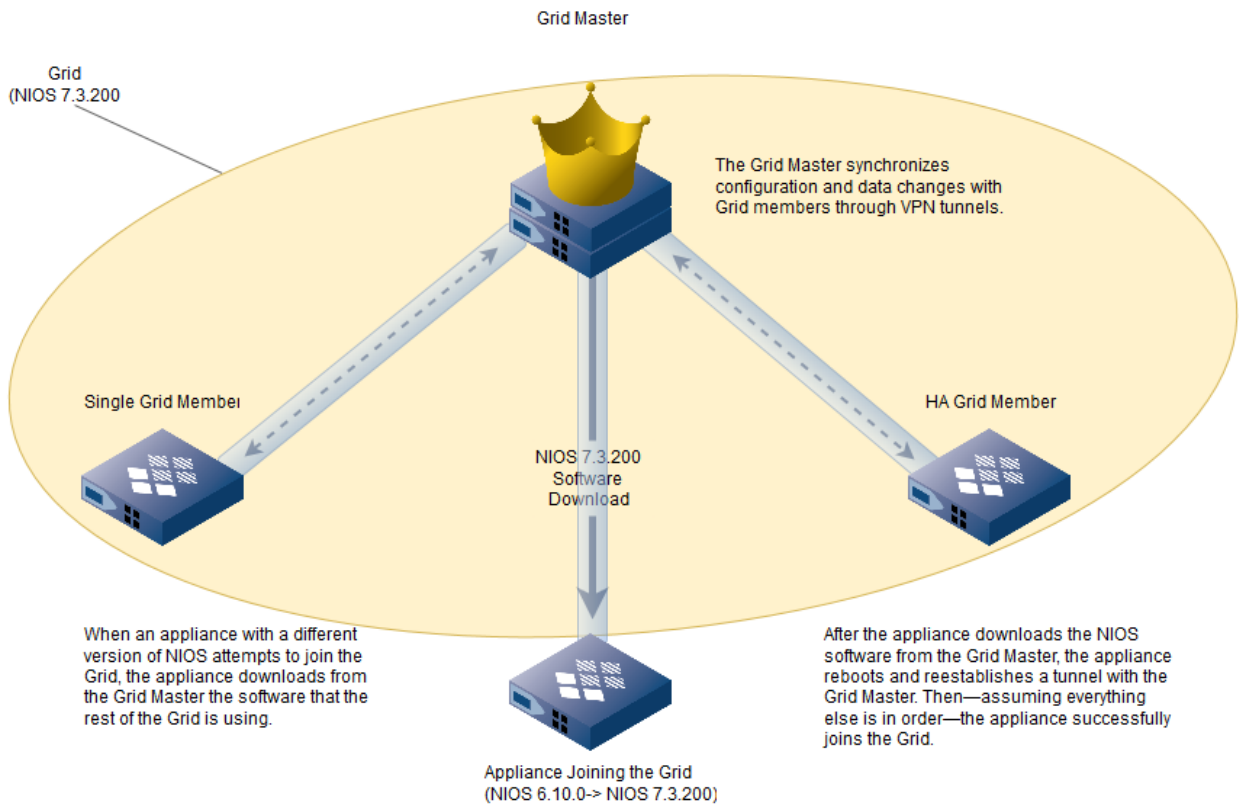 Grid Master
Grid
(NIOS 7.3.200
The Grid Master synchronizes
configuration and data changes with
Grid members through VPN tunnels.
Single Grid Member
HA Grid Member
NIOS 7.3.200
Software
Download
When an appliance with a different
version of NIOS attempts to join the
Grid, the appliance downloads from
the Grid Master the software that the
rest of the Grid is using.
After the appliance downloads the NIOS
software from the Grid Master, the appliance
reboots and reestablishes a tunnel with the
Grid Master. Then—assuming everything
else is in order—the appliance successfully
joins the Grid.
Appliance Joining the Grid
(NIOS 6.10.0-> NIOS 7.3.200)